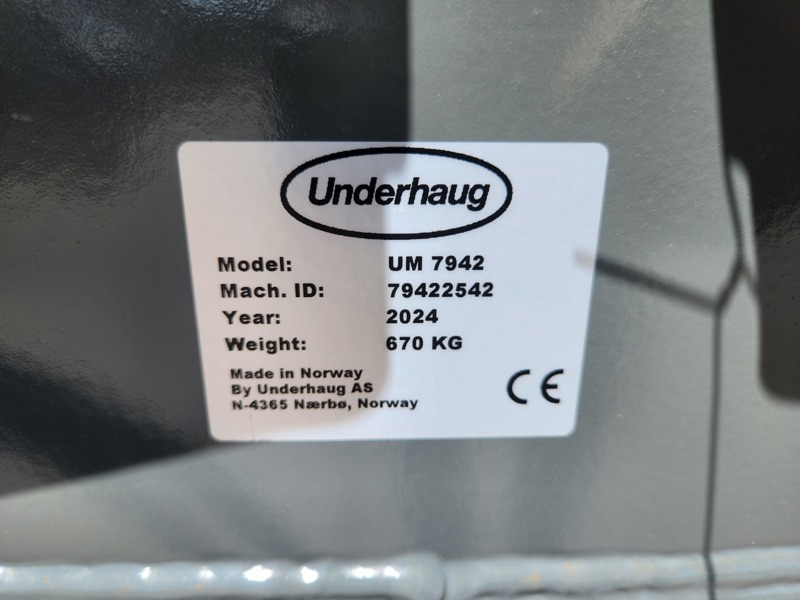 Underhaug
Model: UM 7942
Mach. ID: 79422542
Year: 2024
Weight: 670 KG
Made in Norway
By Underhaug AS
N-4365 Nærbø, Norway
CE